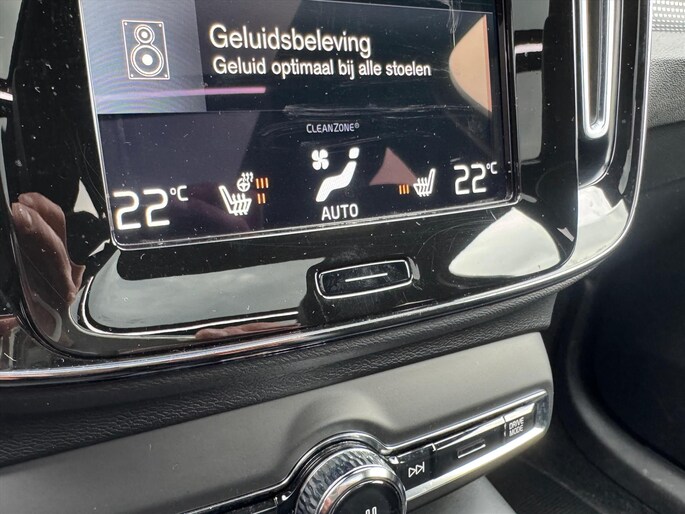 Geluidsbeleving
Geluid optimaal bij alle stoelen
CLEANZONE®
22°C
22°C
AUTO
DRIVE
MODE